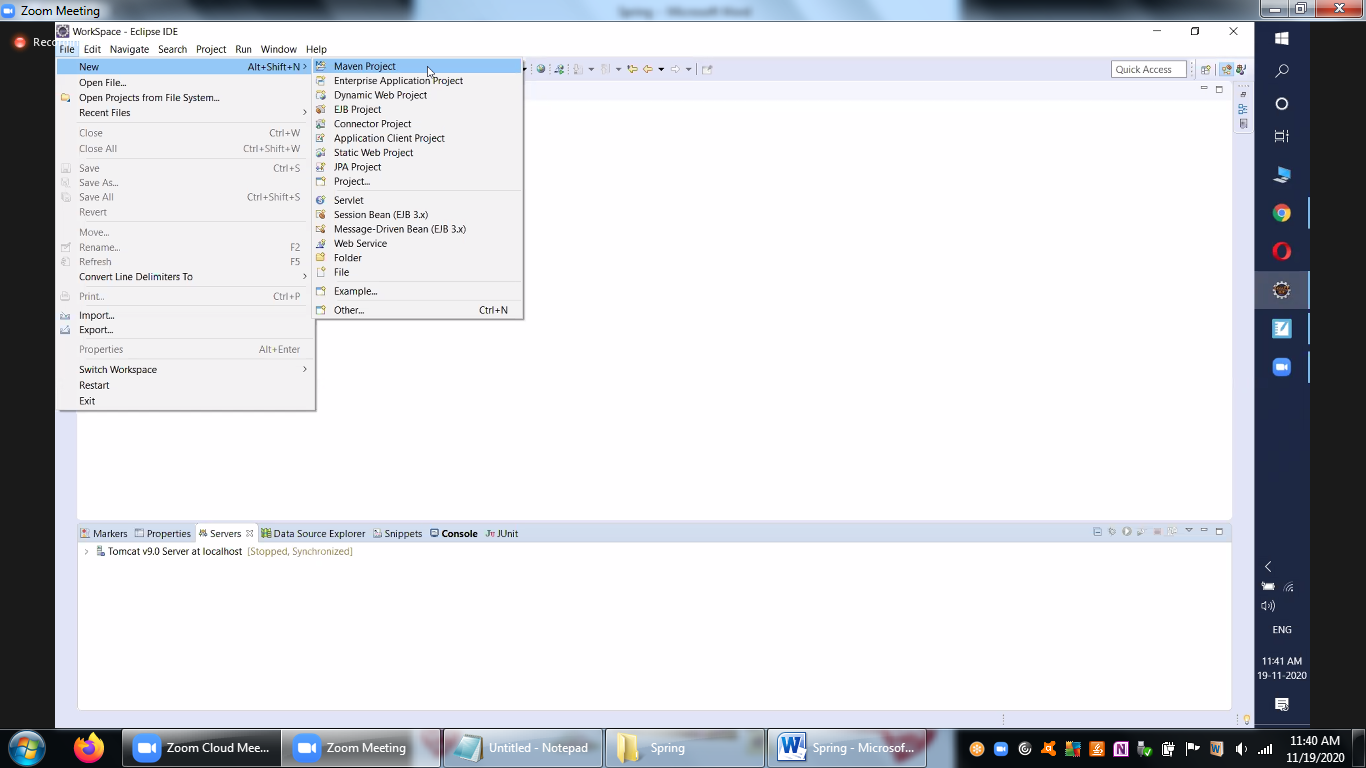 Zoom Meeting
Spring - Microsoft Word
WorkSpace - Eclipse IDE
File Edit Navigate Search Project Run Window Help
New Alt+Shift+N
Open File...
Open Projects from File System...
Recent Files
Close Ctrl+W
Close All Ctrl+Shift+W
Save Ctrl+S
Save As...
Save All Ctrl+Shift+S
Revert
Move...
Rename... F2
Refresh F5
Convert Line Delimiters To
Print... Ctrl+P
Import...
Export...
Properties Alt+Enter
Switch Workspace
Restart
Exit
Maven Project
Enterprise Application Project
Dynamic Web Project
EJB Project
Connector Project
Application Client Project
Static Web Project
JPA Project
Project...
Servlet
Session Bean (EJB 3.x)
Message-Driven Bean (EJB 3.x)
Web Service
Folder
File
Example...
Other... Ctrl+N
Quick Access
Markers Properties Servers Data Source Explorer Snippets Console JUnit
Tomcat v9.0 Server at localhost [Stopped, Synchronized]
ENG
11:41 AM
19-11-2020
Zoom Cloud Mee... Zoom Meeting Untitled - Notepad Spring Spring - Microsof...
11:40 AM
11/19/2020